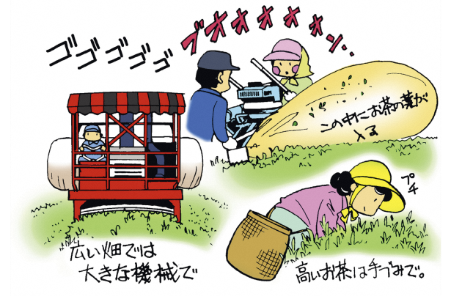 ゴゴゴゴゴ
ブオオオオォォン..
この中にお茶の葉が
入る
プチ
広い畑では
大きな機械で
高いお茶は手づみで。